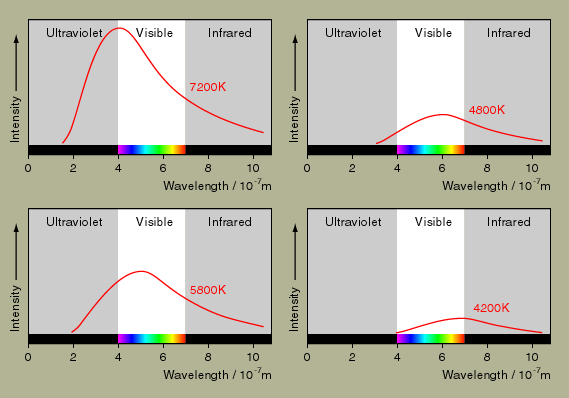 Ultraviolet Visible Infrared
Intensity
7200K
0 2 4 6 8 10
Wavelength / 10⁻⁷m
Ultraviolet Visible Infrared
Intensity
4800K
0 2 4 6 8 10
Wavelength / 10⁻⁷m
Ultraviolet Visible Infrared
Intensity
5800K
0 2 4 6 8 10
Wavelength / 10⁻⁷m
Ultraviolet Visible Infrared
Intensity
4200K
0 2 4 6 8 10
Wavelength / 10⁻⁷m